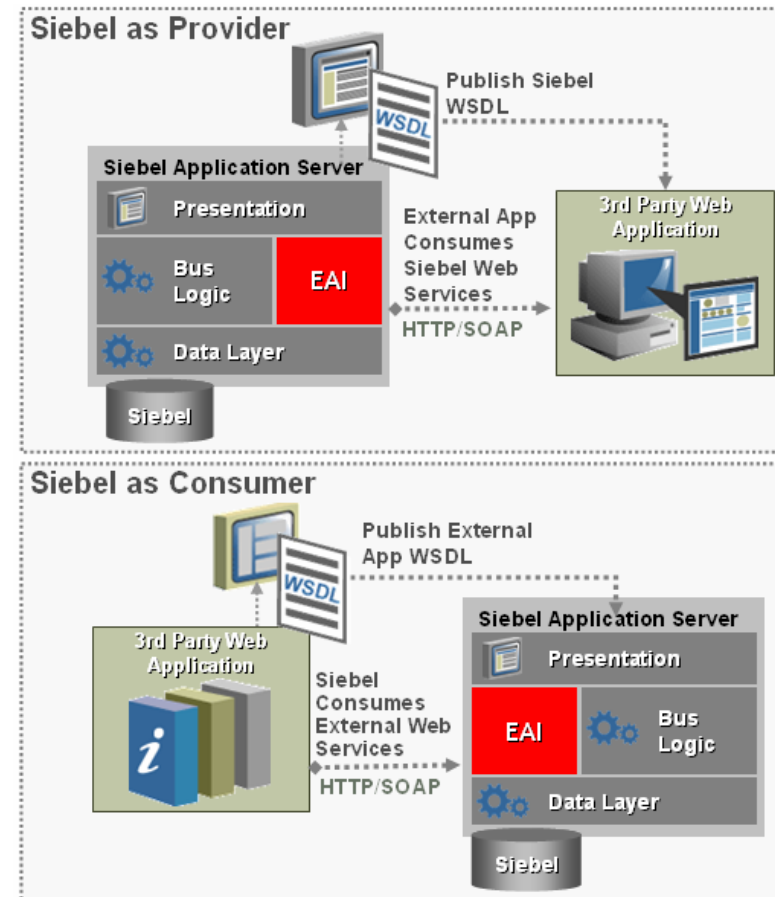 Siebel as Provider
Publish Siebel
WSDL
WSDL
Siebel Application Server
Presentation
Bus
Logic
EAI
Data Layer
Siebel
External App
Consumes
Siebel Web
Services
HTTP/SOAP
3rd Party Web
Application
Siebel as Consumer
Publish External
App WSDL
WSDL
3rd Party Web
Application
i
Siebel
Consumes
External Web
Services
HTTP/SOAP
Siebel Application Server
Presentation
EAI
Bus
Logic
Data Layer
Siebel